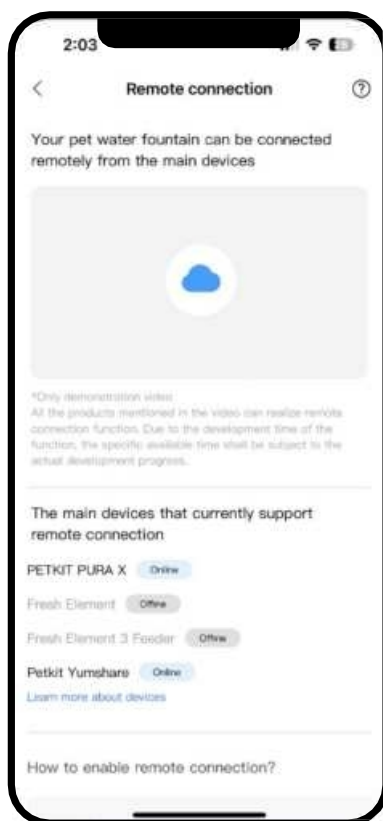 2:03
Remote connection
Your pet water fountain can be connected
remotely from the main devices
*Only demonstration video
All the products mentioned in the video can realize remote
connection function. Due to the development time of the
function, the specific available time shall be subject to the
actual development progress.
The main devices that currently support
remote connection
PETKIT PURA X Online
Fresh Element Offline
Fresh Element 3 Feeder Offline
Petkit Yumshare Online
Learn more about devices
How to enable remote connection?